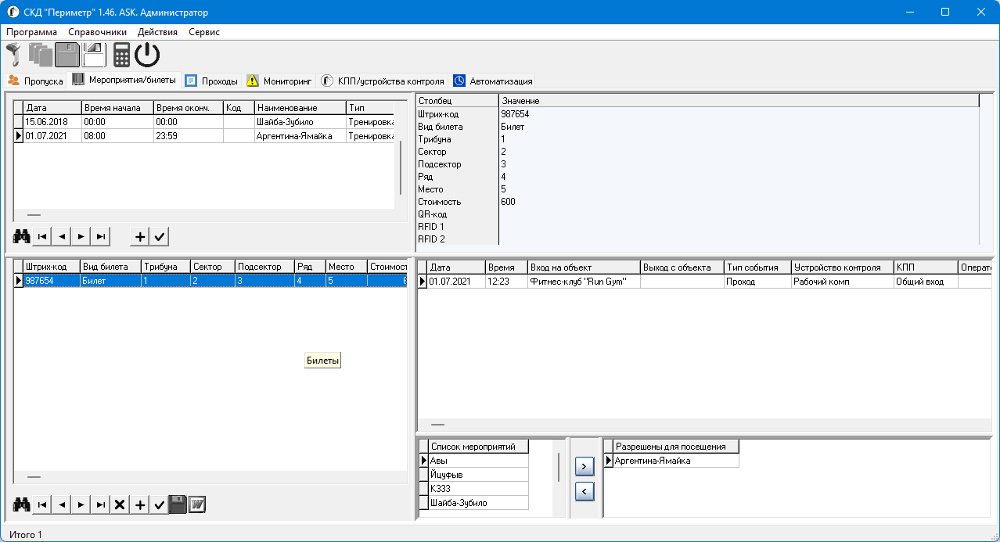 СКД "Периметр" 1.46. ASK. Администратор
Программа Справочники Действия Сервис
Пропуска Мероприятия/билеты Проходы Мониторинг КПП/устройства контроля Автоматизация
Дата Время начала Время оконч. Код Наименование Тип
15.06.2018 00:00 00:00 Шайба-Зубило Тренировка
01.07.2021 08:00 23:59 Аргентина-Ямайка Тренировка
Столбец Значение
Штрих-код 987654
Вид билета Билет
Трибуна 1
Сектор 2
Подсектор 3
Ряд 4
Место 5
Стоимость 600
QR-код
RFID 1
RFID 2
Штрих-код Вид билета Трибуна Сектор Подсектор Ряд Место Стоимост
987654 Билет 1 2 3 4 5 6
Билеты
Дата Время Вход на объект Выход с объекта Тип события Устройство контроля КПП Операто
01.07.2021 12:23 Фитнес-клуб "Run Gym" Проход Рабочий комп Общий вход
Список мероприятий
Авы
Йцуфыв
К333
Шайба-Зубило
> <
Разрешены для посещения
Аргентина-Ямайка
W
Итого 1